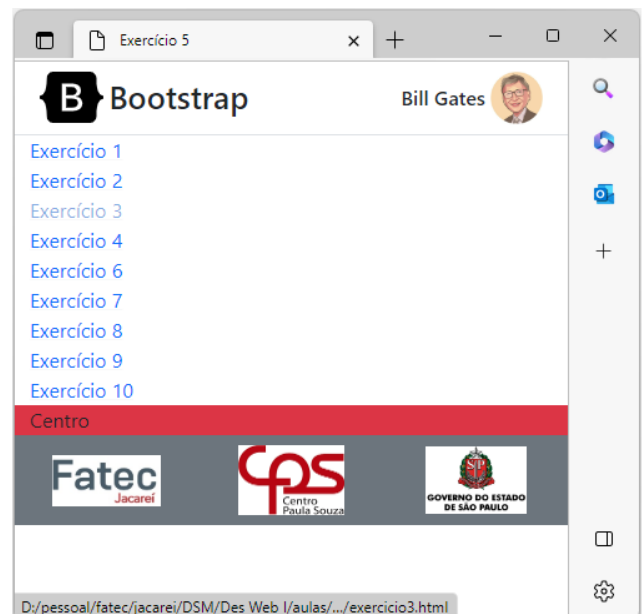 Exercício 5
B Bootstrap
Bill Gates
Exercício 1
Exercício 2
Exercício 3
Exercício 4
Exercício 6
Exercício 7
Exercício 8
Exercício 9
Exercício 10
Centro
Fatec
Jacareí
CPS
Centro
Paula Souza
SP
GOVERNO DO ESTADO
DE SÃO PAULO
D:/pessoal/fatec/jacarei/DSM/Des Web I/aulas/.../exercicio3.html